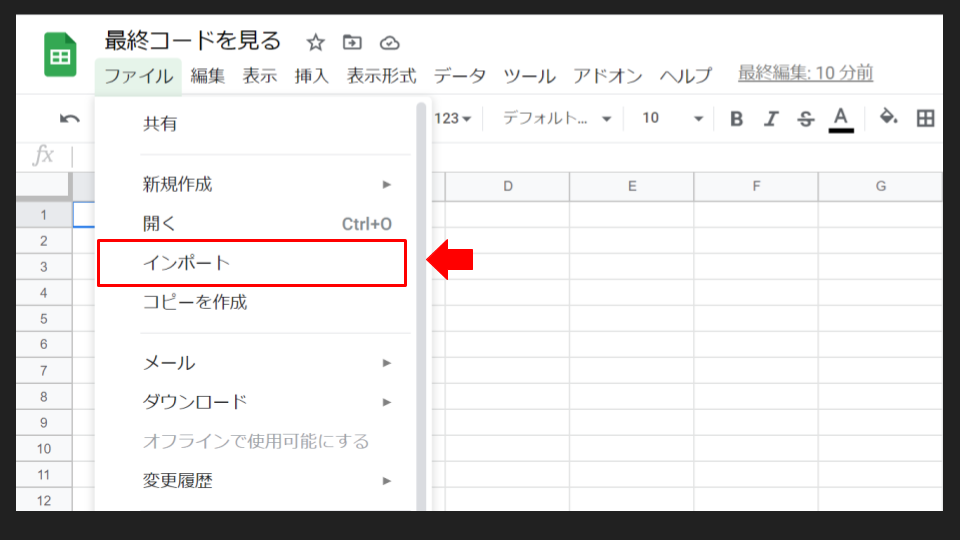 最終コードを見る
ファイル 編集 表示 挿入 表示形式 データ ツール アドオン ヘルプ 最終編集: 10 分前
123 デフォルト... 10 B I S A
fx
共有
新規作成
開く Ctrl+O
インポート
コピーを作成
メール
ダウンロード
オフラインで使用可能にする
変更履歴
D E F G
1
2
3
4
5
6
7
8
9
10
11
12